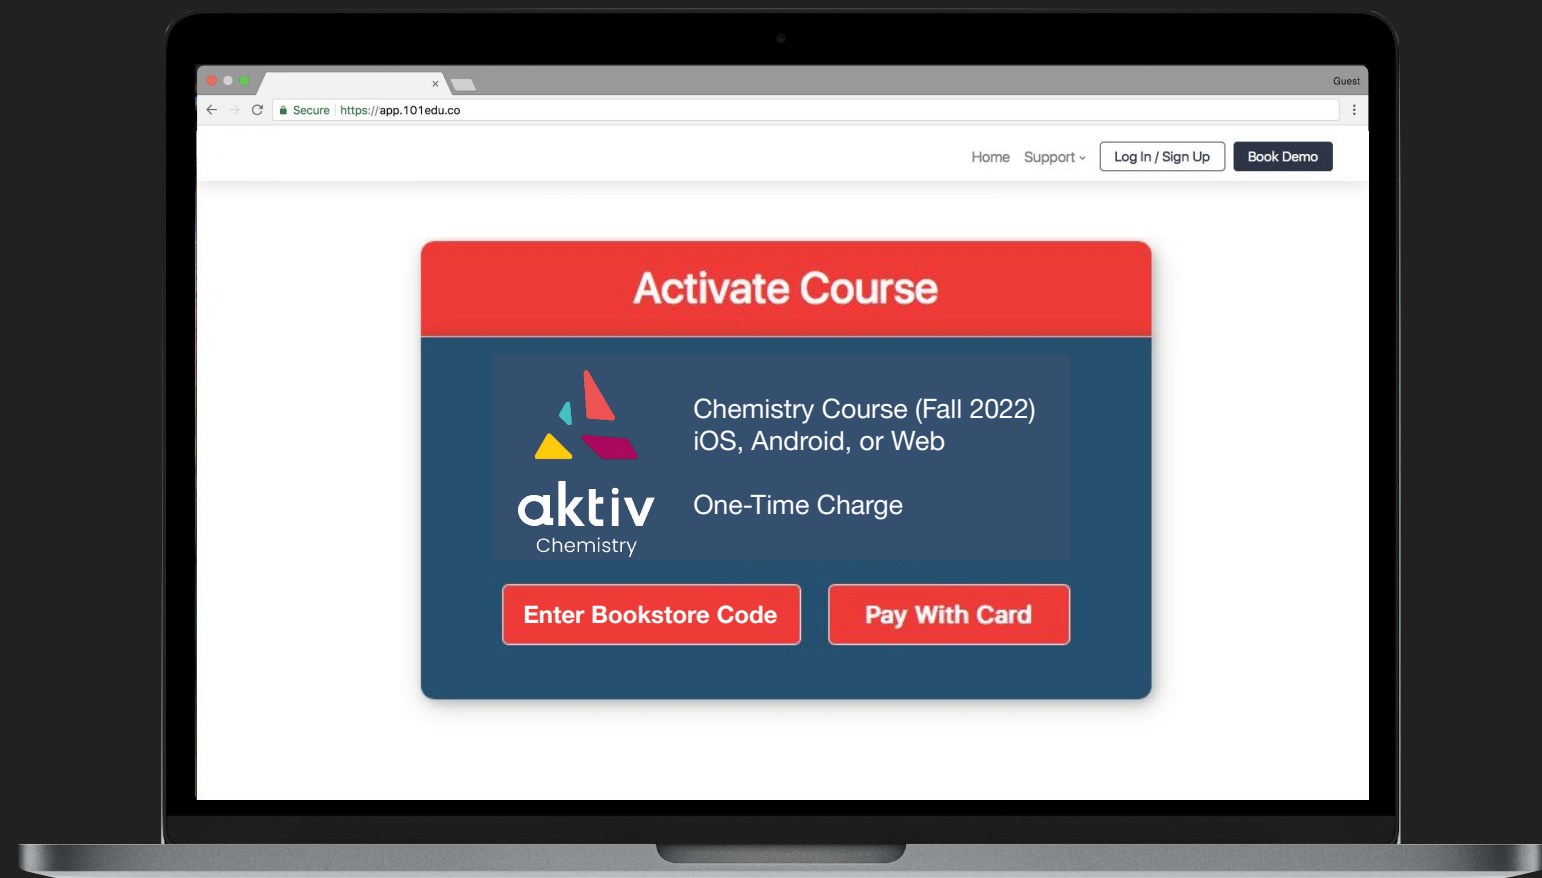 Guest
Secure https://app.101edu.co
Home Support Log In / Sign Up Book Demo
Activate Course
Chemistry Course (Fall 2022)
iOS, Android, or Web
aktiv
Chemistry
One-Time Charge
Enter Bookstore Code
Pay With Card